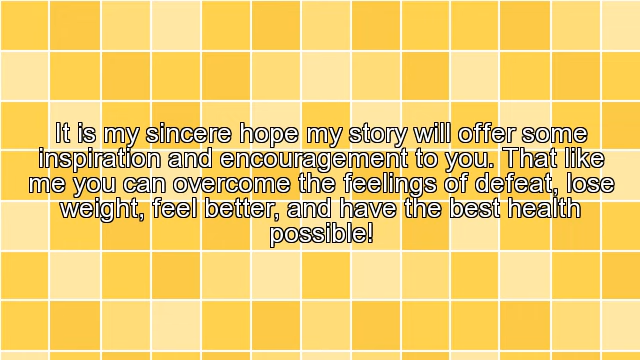 It is my sincere hope my story will offer some
inspiration and encouragement to you. That like
me you can overcome the feelings of defeat, lose
weight, feel better, and have the best health
possible!